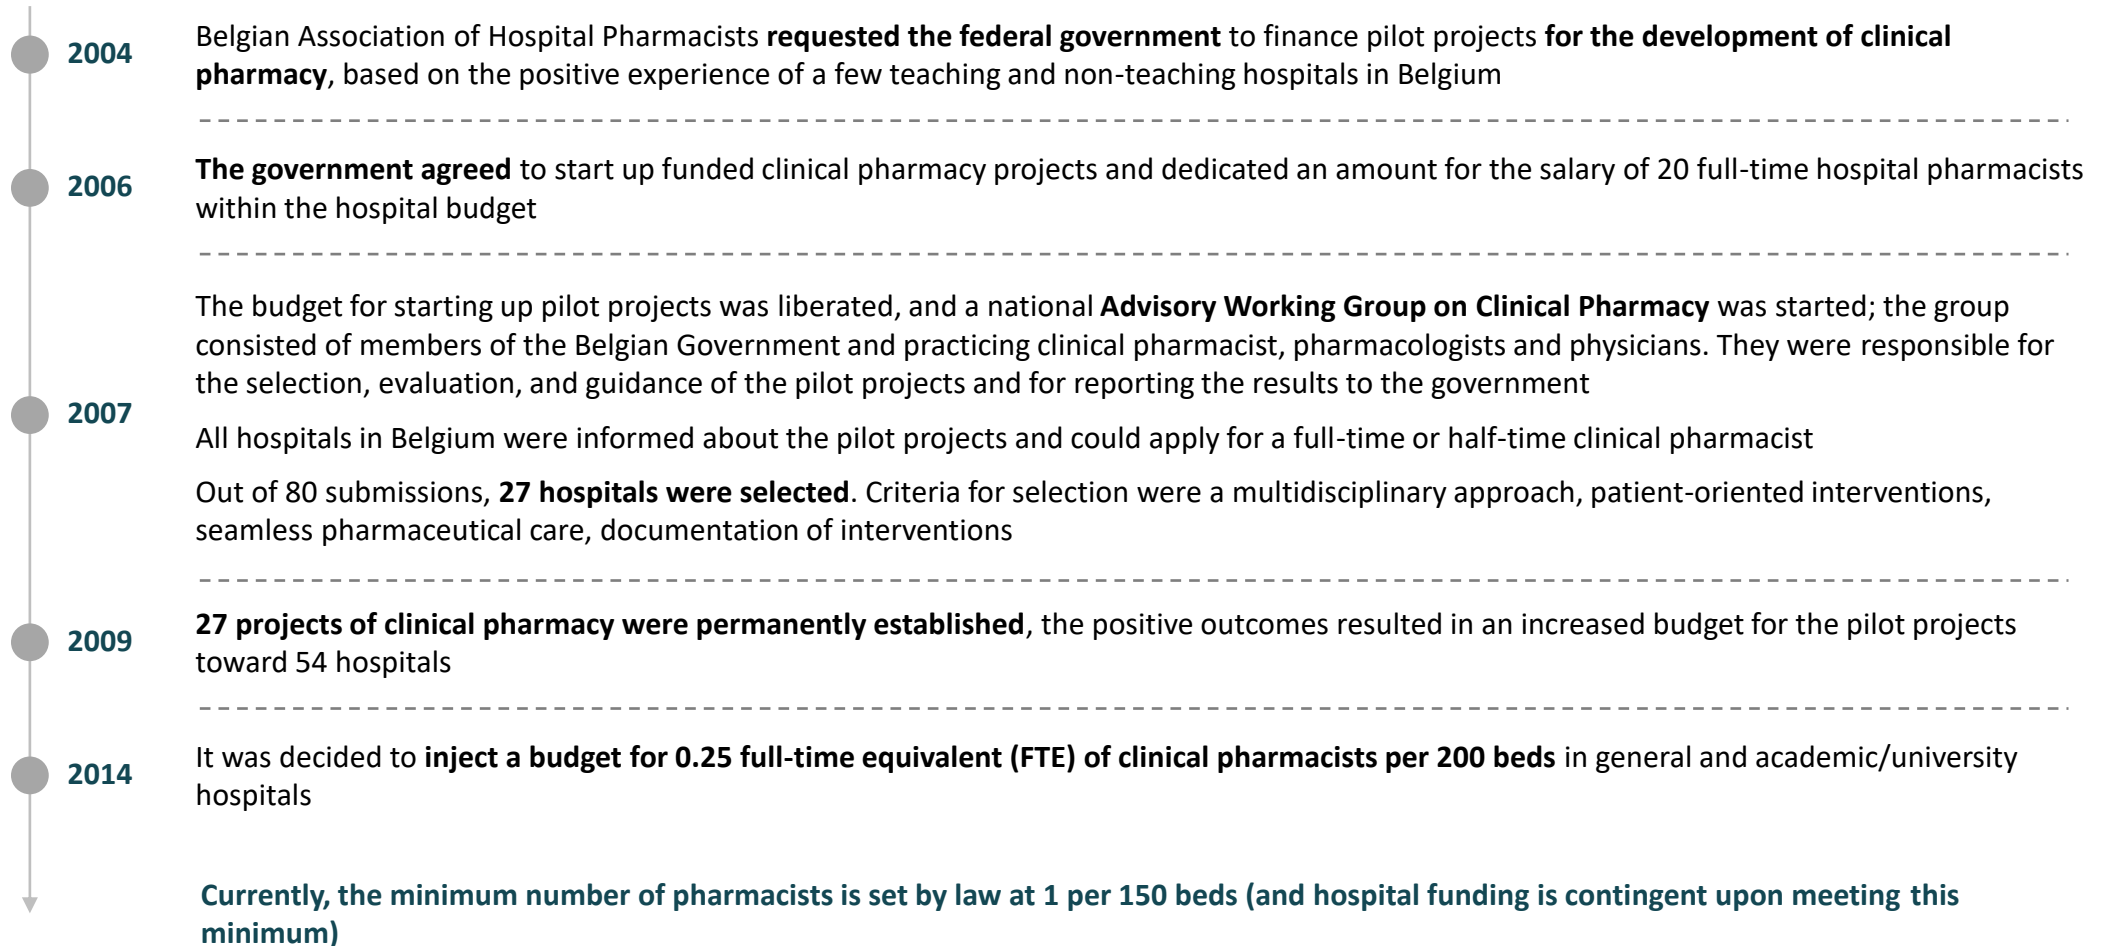 2004
Belgian Association of Hospital Pharmacists requested the federal government to finance pilot projects for the development of clinical
pharmacy, based on the positive experience of a few teaching and non-teaching hospitals in Belgium
2006
The government agreed to start up funded clinical pharmacy projects and dedicated an amount for the salary of 20 full-time hospital pharmacists
within the hospital budget
2007
The budget for starting up pilot projects was liberated, and a national Advisory Working Group on Clinical Pharmacy was started; the group
consisted of members of the Belgian Government and practicing clinical pharmacist, pharmacologists and physicians. They were responsible for
the selection, evaluation, and guidance of the pilot projects and for reporting the results to the government
All hospitals in Belgium were informed about the pilot projects and could apply for a full-time or half-time clinical pharmacist
Out of 80 submissions, 27 hospitals were selected. Criteria for selection were a multidisciplinary approach, patient-oriented interventions,
seamless pharmaceutical care, documentation of interventions
2009
27 projects of clinical pharmacy were permanently established, the positive outcomes resulted in an increased budget for the pilot projects
toward 54 hospitals
2014
It was decided to inject a budget for 0.25 full-time equivalent (FTE) of clinical pharmacists per 200 beds in general and academic/university
hospitals
Currently, the minimum number of pharmacists is set by law at 1 per 150 beds (and hospital funding is contingent upon meeting this
minimum)